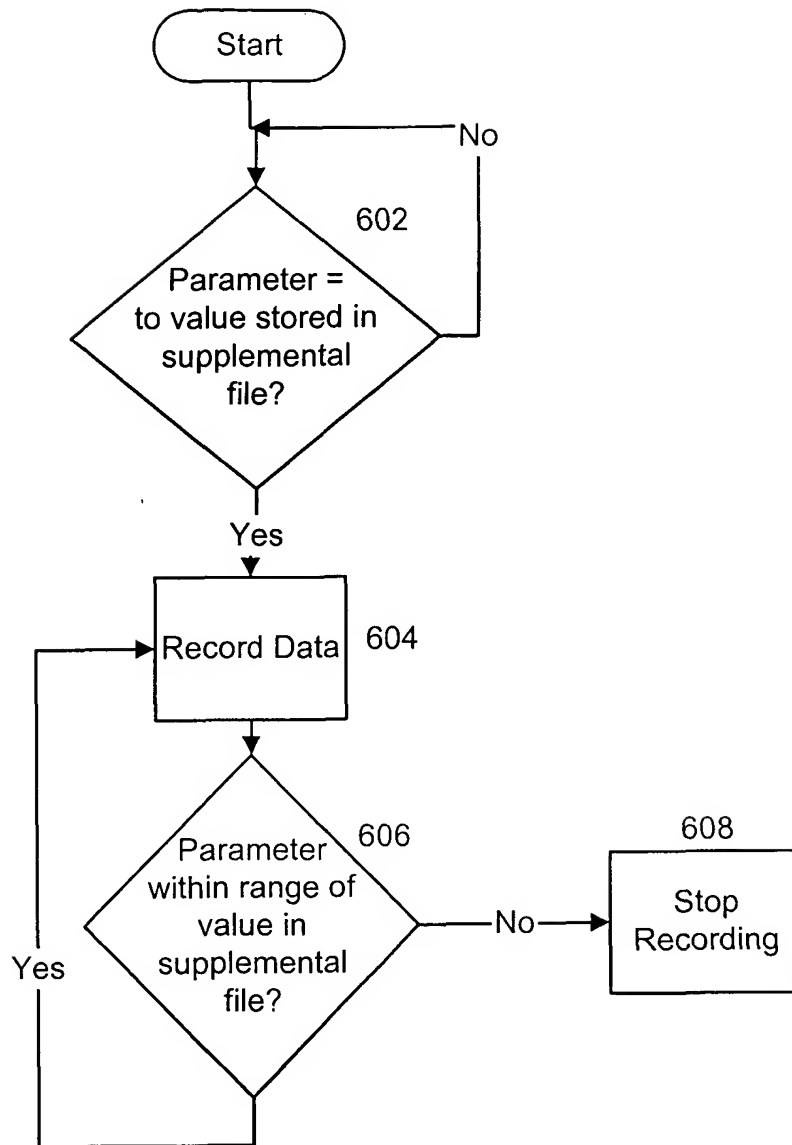 Start
No
602
Parameter =
to value stored in
supplemental
file?
Yes
Record Data
604
606
Parameter
within range of
value in
supplemental
file?
No
608
Stop
Recording
Yes